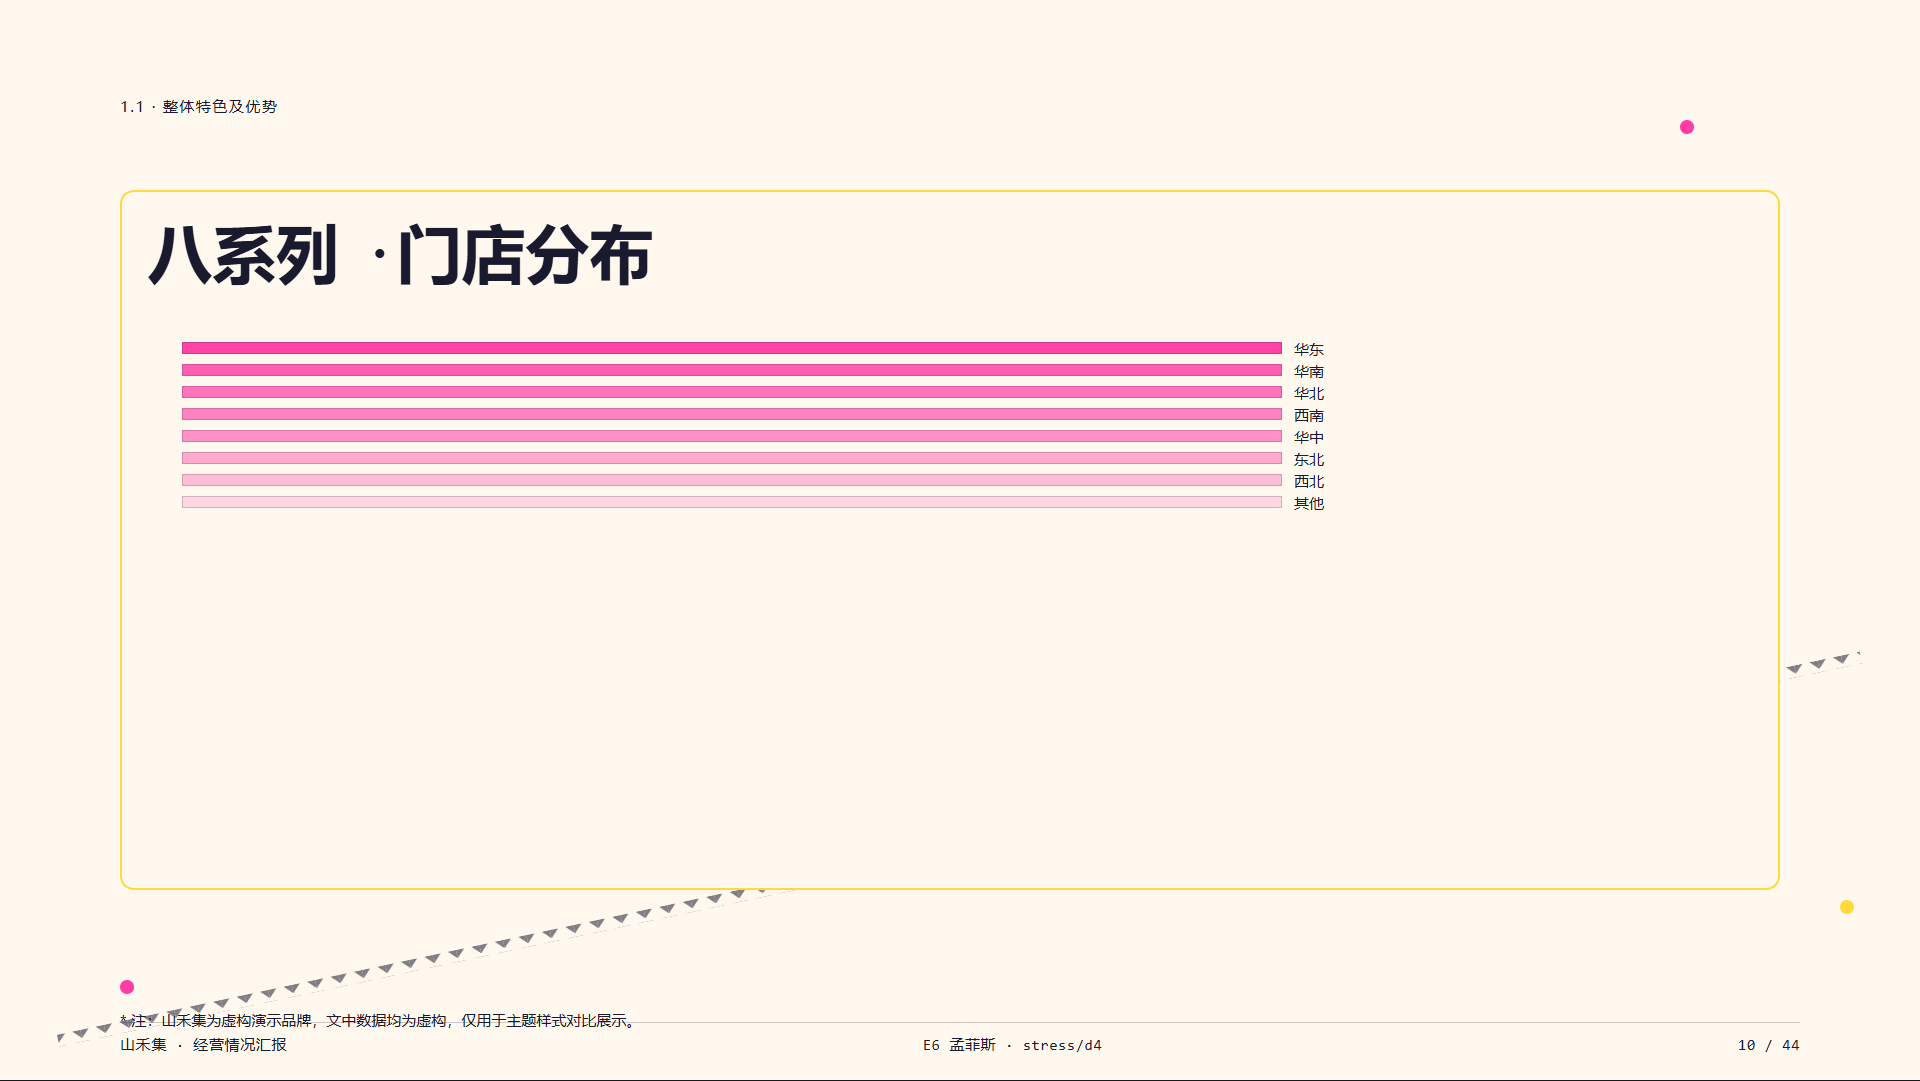 1.1 · 整体特色及优势
八系列 ·门店分布
华东
华南
华北
西南
华中
东北
西北
其他
* 注：山禾集为虚构演示品牌，文中数据均为虚构，仅用于主题样式对比展示。
山禾集 · 经营情况汇报
E6 孟菲斯 · stress/d4
10 / 44